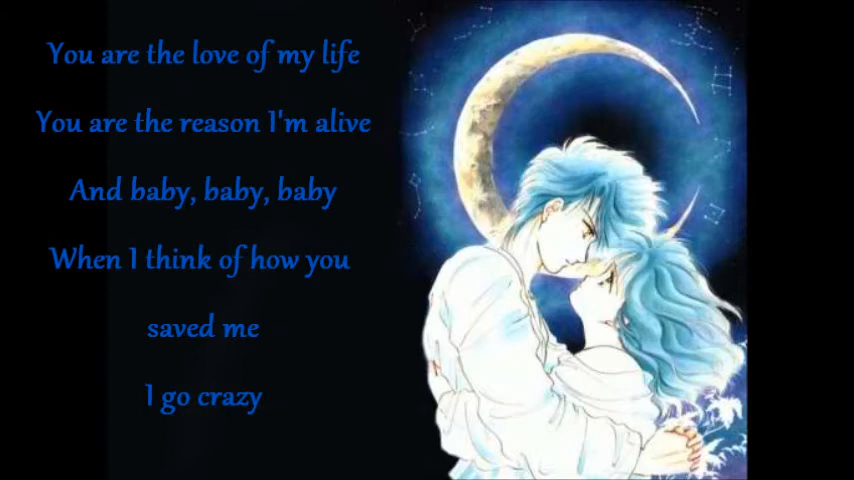 You are the love of my life
You are the reason I'm alive
And baby, baby, baby
When I think of how you
saved me
I go crazy